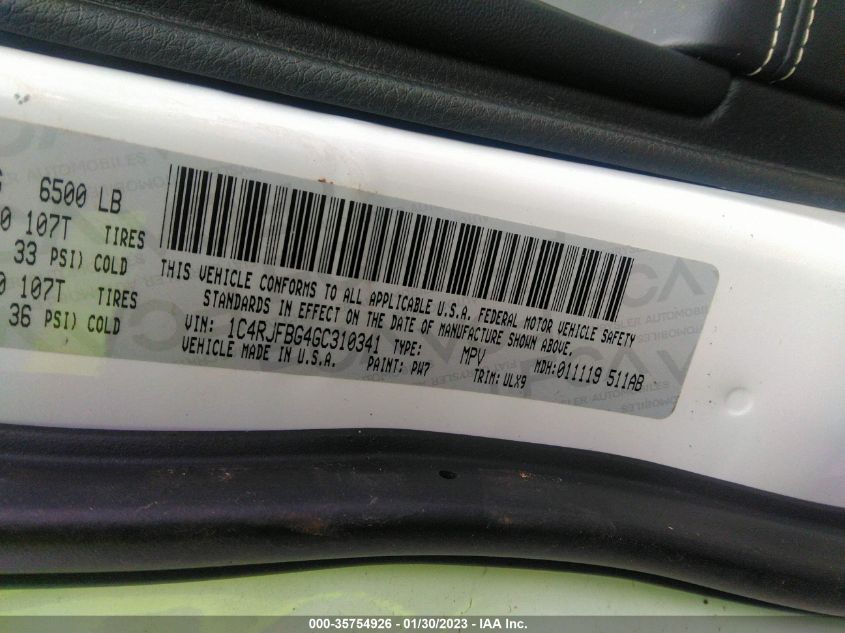 6500 LB
107T TIRES
33 PSI) COLD
107T TIRES
36 PSI) COLD
THIS VEHICLE CONFORMS TO ALL APPLICABLE U.S.A. FEDERAL MOTOR VEHICLE SAFETY
STANDARDS IN EFFECT ON THE DATE OF MANUFACTURE SHOWN ABOVE.
VIN: 1C4RJFBG4GC310341 TYPE: MPV
VEHICLE MADE IN U.S.A. PAINT: PW7 TRIM: ULX9 MDH: 011119 511AB
000-35754926 - 01/30/2023 - IAA Inc.